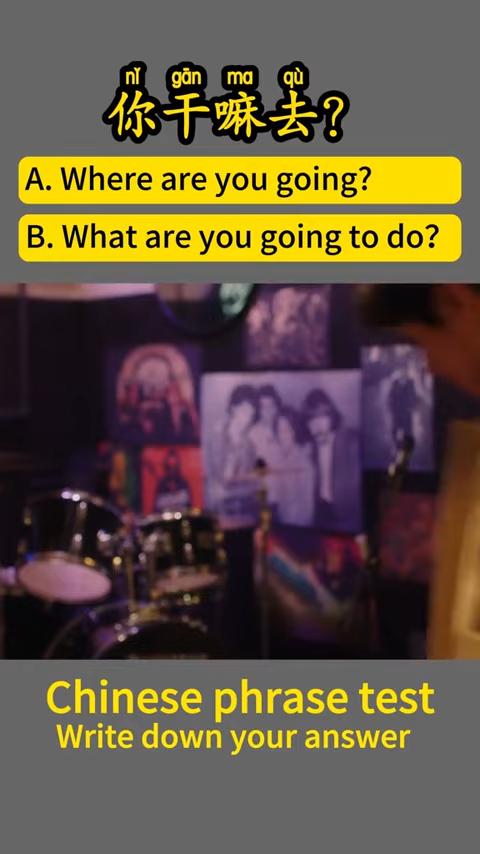 nǐ gān ma qù
你干嘛去?
A. Where are you going?
B. What are you going to do?
Chinese phrase test
Write down your answer